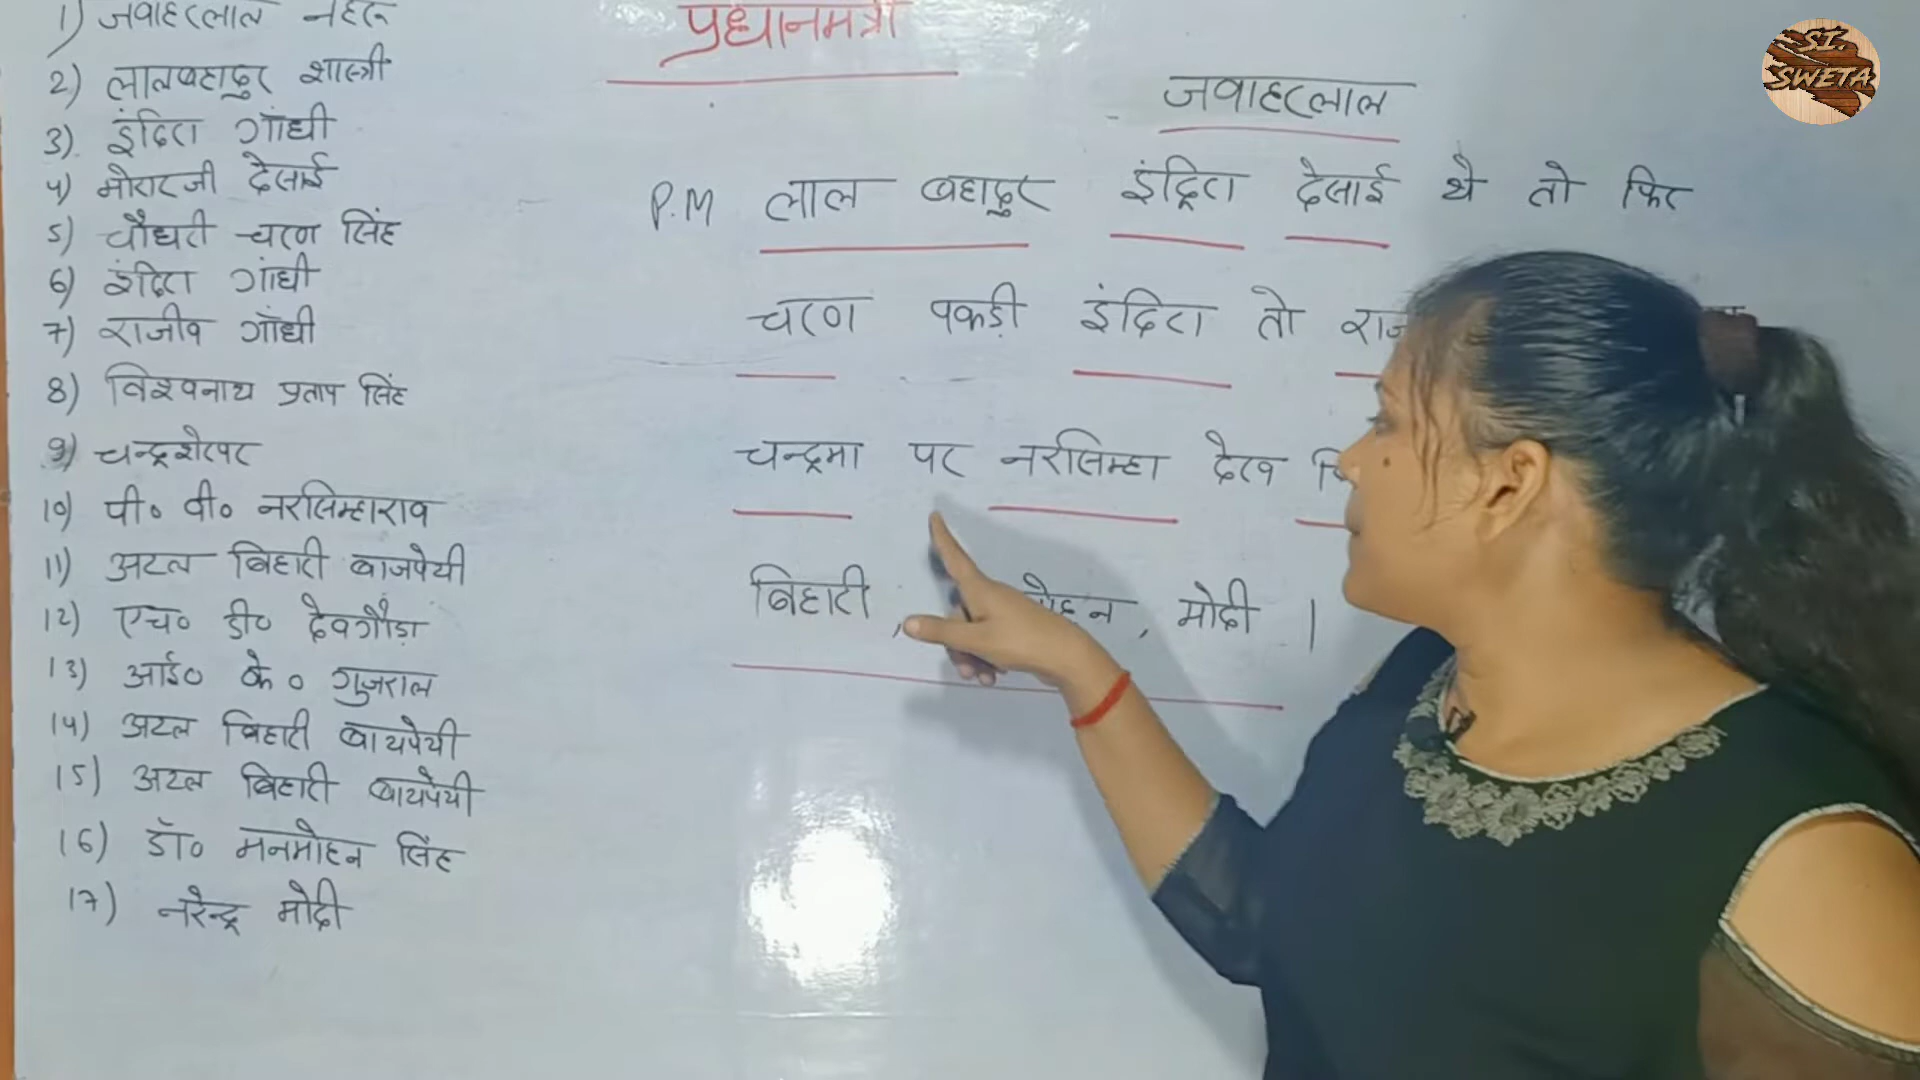 प्रधानमंत्री
1) जवाहरलाल नेहरू
2) लालबहादुर शास्त्री
3) इंदिरा गाँधी
4) मोरारजी देसाई
5) चौधरी चरण सिंह
6) इंदिरा गांधी
7) राजीव गाँधी
8) विश्वनाथ प्रताप सिंह
9) चन्द्रशेखर
10) पी० वी० नरसिम्हाराव
11) अटल बिहारी बाजपेयी
12) एच० डी० देवगौड़ा
13) आई० के० गुजराल
14) अटल बिहारी बायपेयी
15) अटल बिहारी बायपेयी
16) डॉ० मनमोहन सिंह
17) नरेन्द्र मोदी
जवाहरलाल
P.M लाल बहादुर इंदिरा देसाई थे तो फिर
चरण पकड़ी इंदिरा तो
चन्द्रमा पर नरसिम्हा देख
बिहारी, मोहन, मोदी ।
ST.
SWETA